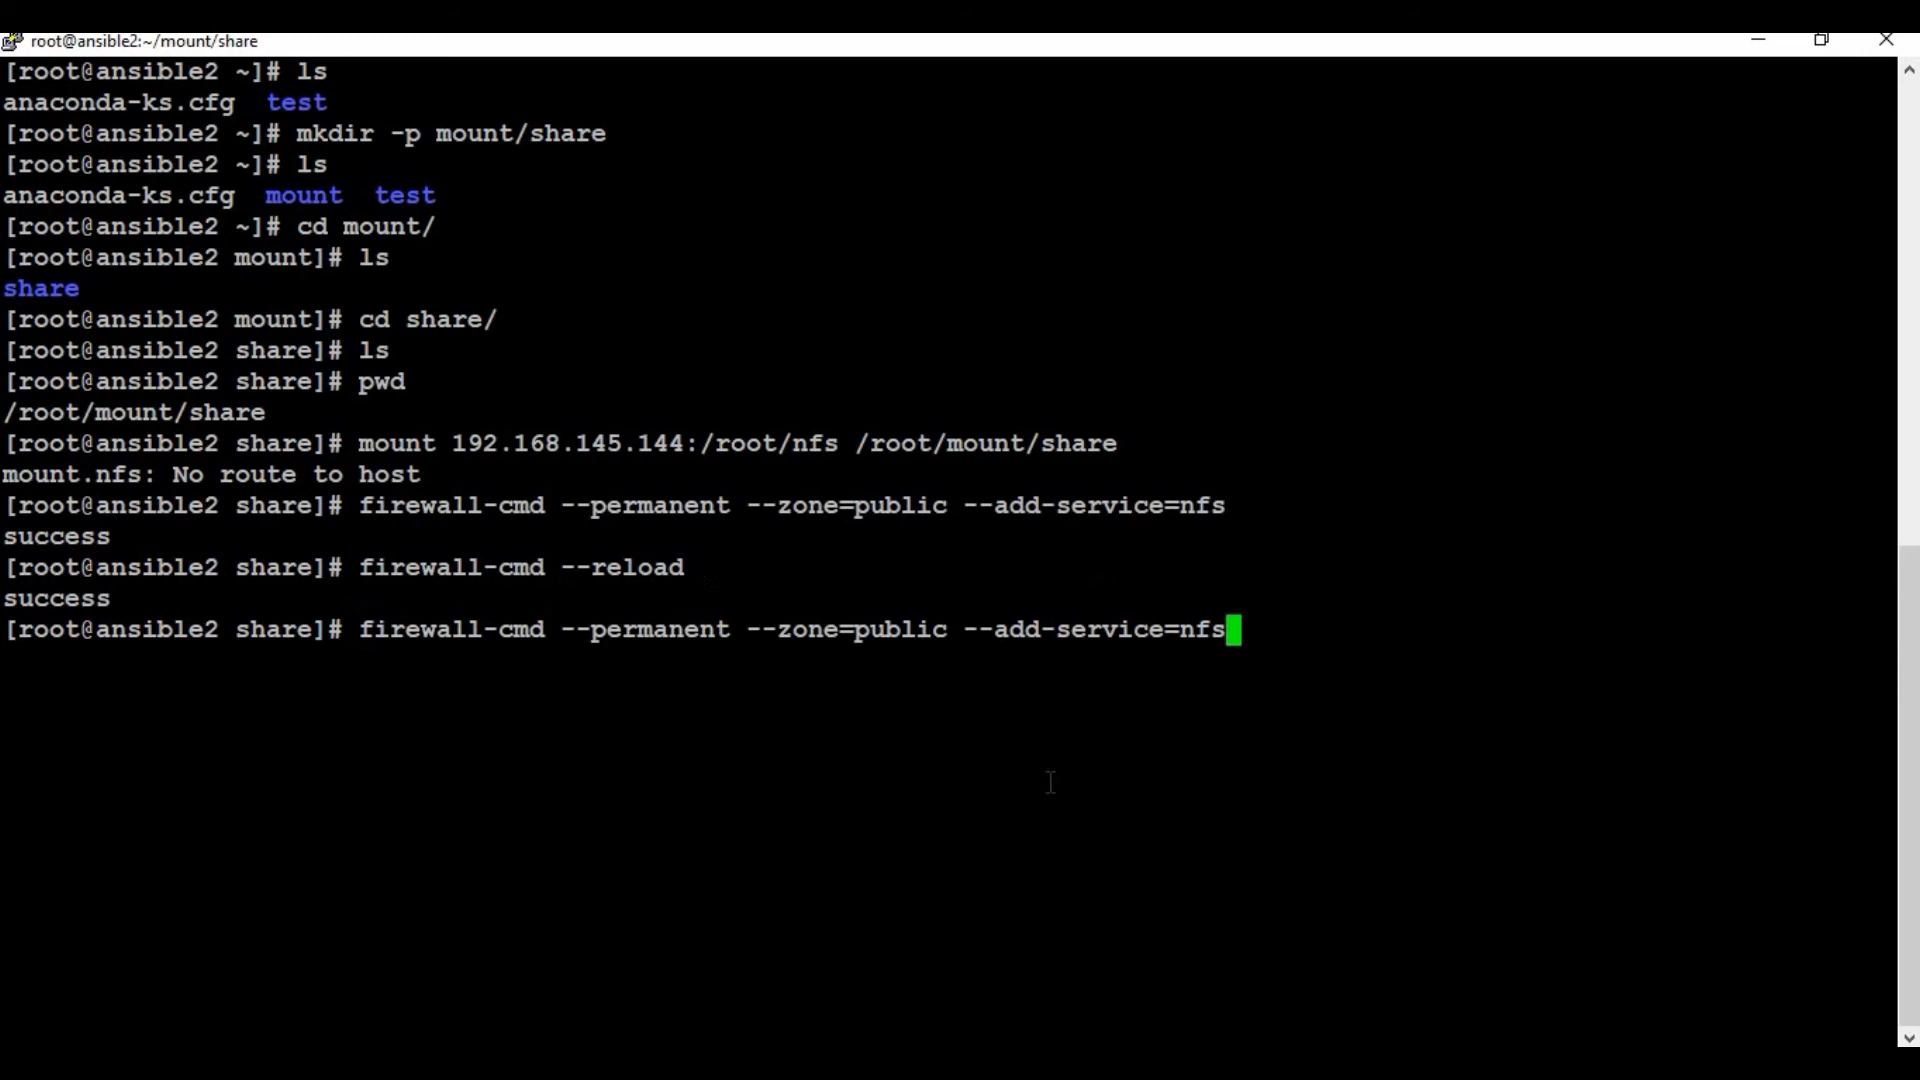 root@ansible2:~/mount/share
[root@ansible2 ~]# ls
anaconda-ks.cfg  test
[root@ansible2 ~]# mkdir -p mount/share
[root@ansible2 ~]# ls
anaconda-ks.cfg  mount  test
[root@ansible2 ~]# cd mount/
[root@ansible2 mount]# ls
share
[root@ansible2 mount]# cd share/
[root@ansible2 share]# ls
[root@ansible2 share]# pwd
/root/mount/share
[root@ansible2 share]# mount 192.168.145.144:/root/nfs /root/mount/share
mount.nfs: No route to host
[root@ansible2 share]# firewall-cmd --permanent --zone=public --add-service=nfs
success
[root@ansible2 share]# firewall-cmd --reload
success
[root@ansible2 share]# firewall-cmd --permanent --zone=public --add-service=nfs